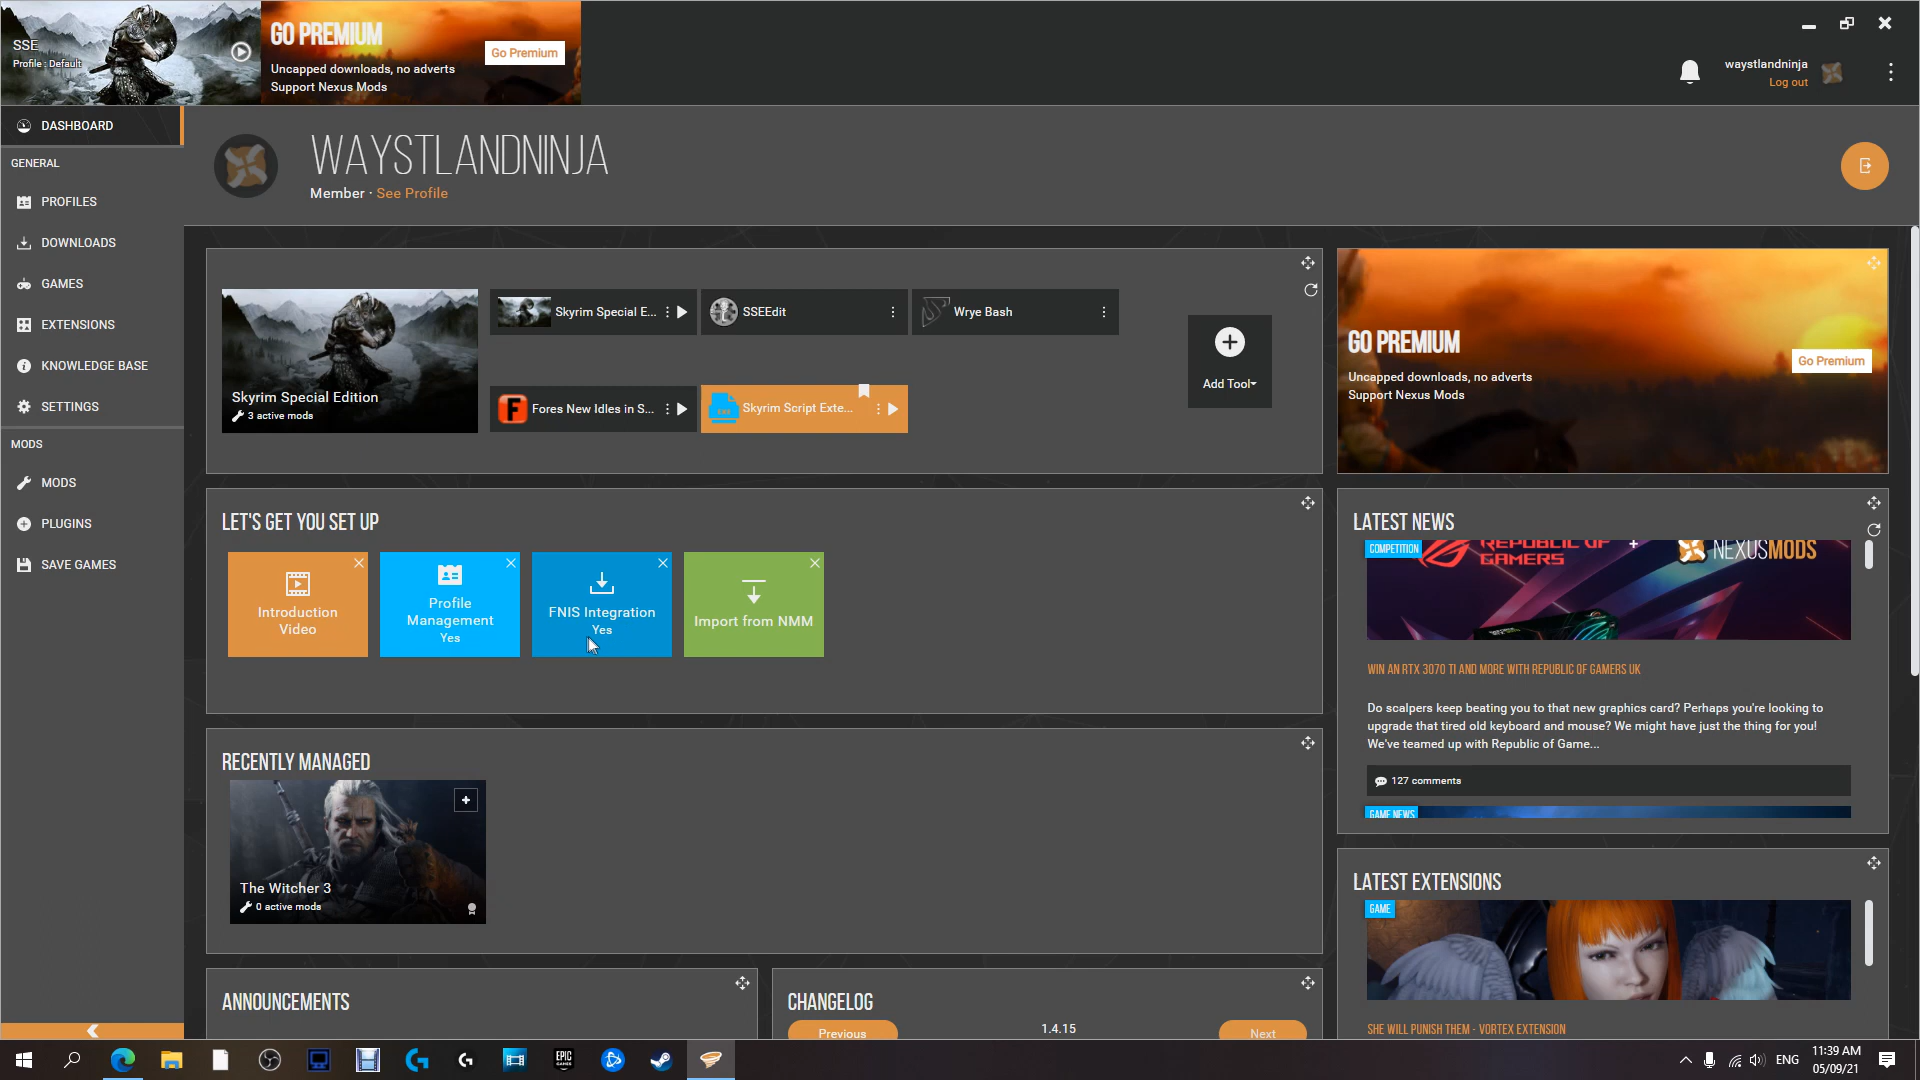 SSE
Profile : Default
GO PREMIUM
Uncapped downloads, no adverts
Support Nexus Mods
Go Premium
waystlandninja
Log out
DASHBOARD
GENERAL
PROFILES
DOWNLOADS
GAMES
EXTENSIONS
KNOWLEDGE BASE
SETTINGS
MODS
MODS
PLUGINS
SAVE GAMES
WAYSTLANDNINJA
Member · See Profile
Skyrim Special Edition
3 active mods
Skyrim Special E...
SSEEdit
Wrye Bash
Fores New Idles in S...
Skyrim Script Exte...
Add Tool
GO PREMIUM
Uncapped downloads, no adverts
Support Nexus Mods
Go Premium
LET'S GET YOU SET UP
Introduction
Video
Profile
Management
Yes
FNIS Integration
Yes
Import from NMM
RECENTLY MANAGED
The Witcher 3
0 active mods
ANNOUNCEMENTS
CHANGELOG
Previous
1.4.15
Next
LATEST NEWS
COMPETITION
REPUBLIC OF
GAMERS
+
NEXUSMODS
WIN AN RTX 3070 TI AND MORE WITH REPUBLIC OF GAMERS UK
Do scalpers keep beating you to that new graphics card? Perhaps you're looking to
upgrade that tired old keyboard and mouse? We might have just the thing for you!
We've teamed up with Republic of Game...
127 comments
GAME NEWS
LATEST EXTENSIONS
GAME
SHE WILL PUNISH THEM - VORTEX EXTENSION
EPIC
GAMES
ENG
11:39 AM
05/09/21